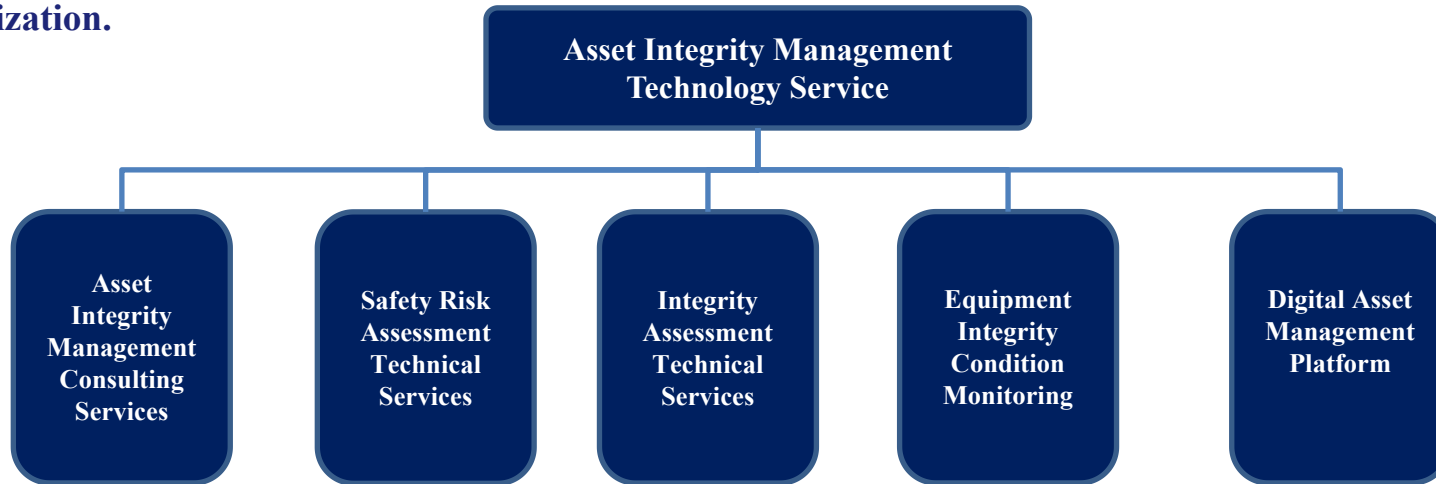 ization.
Asset Integrity Management
Technology Service
Asset
Integrity
Management
Consulting
Services
Safety Risk
Assessment
Technical
Services
Integrity
Assessment
Technical
Services
Equipment
Integrity
Condition
Monitoring
Digital Asset
Management
Platform